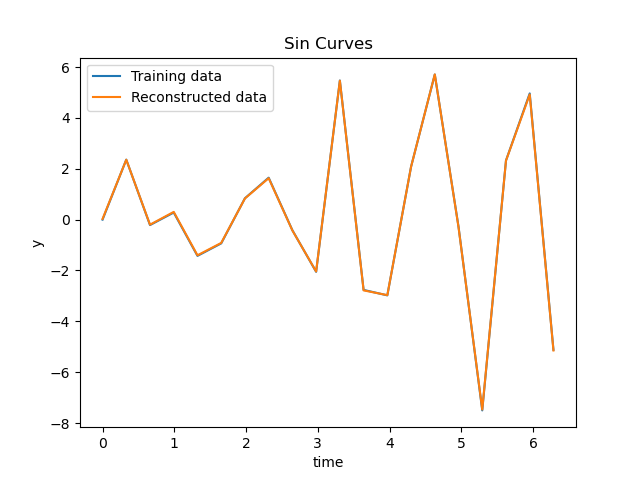 Sin Curves
Training data
Reconstructed data
6
4
2
0
−2
−4
−6
−8
y
0 1 2 3 4 5 6
time